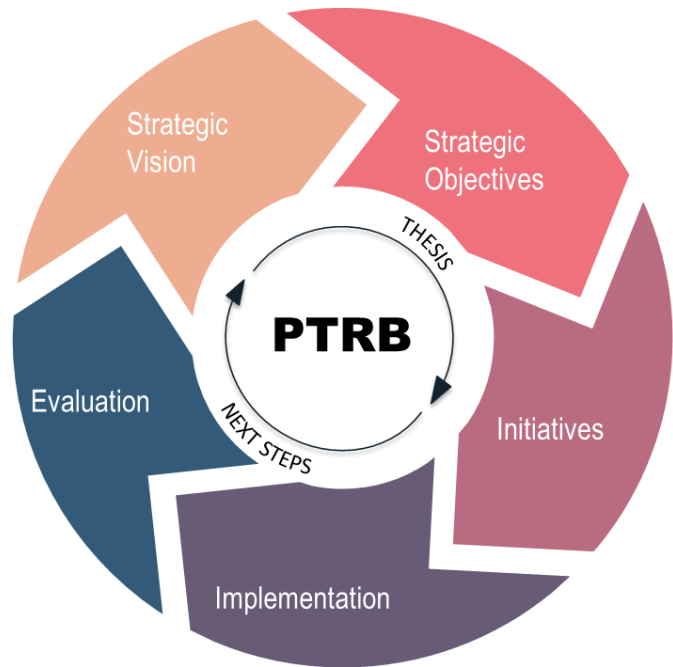 Strategic
Vision
Strategic
Objectives
THESIS
PTRB
Evaluation
Initiatives
NEXT STEPS
Implementation